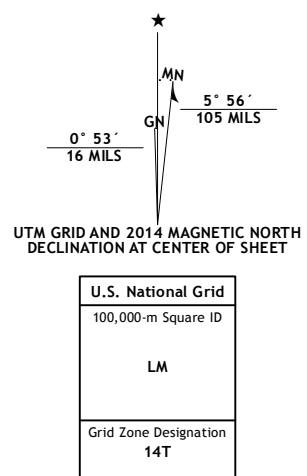 MN
GN
5° 56´
105 MILS
0° 53´
16 MILS
UTM GRID AND 2014 MAGNETIC NORTH
DECLINATION AT CENTER OF SHEET
U.S. National Grid
100,000-m Square ID
LM
Grid Zone Designation
14T